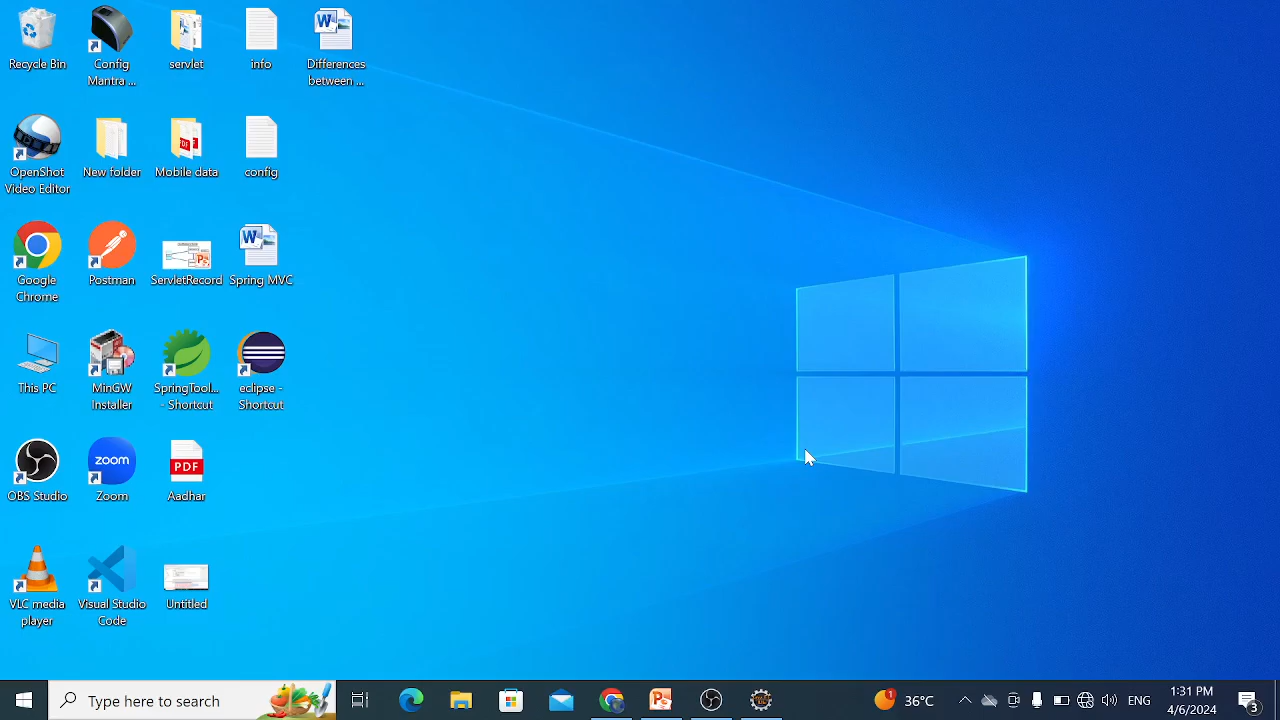 Recycle Bin
Config
Mantra ...
servlet
info
Differences
between ...
OpenShot
Video Editor
New folder
Mobile data
config
Google
Chrome
Postman
ServletRecord
Spring MVC
This PC
MinGW
Installer
SpringTool...
- Shortcut
eclipse -
Shortcut
OBS Studio
zoom
Zoom
PDF
Aadhar
VLC media
player
Visual Studio
Code
Untitled
Type here to search
1
36°C
ENG
1:31 PM
4/6/2024
3